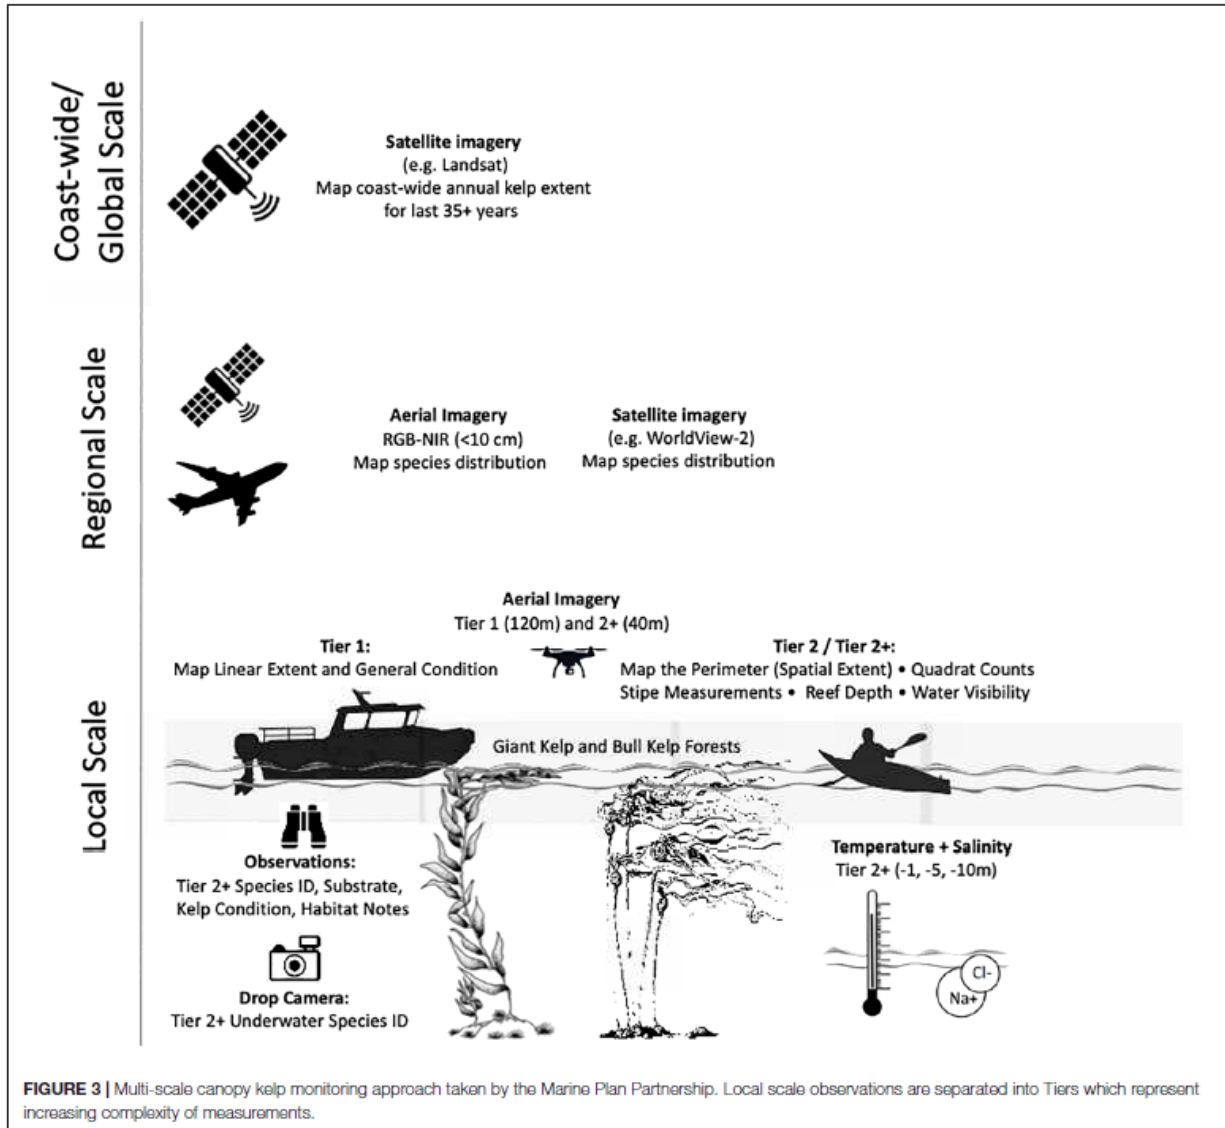 Coast-wide/
Global Scale
Satellite imagery
(e.g. Landsat)
Map coast-wide annual kelp extent
for last 35+ years
Regional Scale
Aerial Imagery
RGB-NIR (<10 cm)
Map species distribution
Satellite imagery
(e.g. WorldView-2)
Map species distribution
Local Scale
Aerial Imagery
Tier 1 (120m) and 2+ (40m)
Tier 1:
Map Linear Extent and General Condition
Tier 2 / Tier 2+:
Map the Perimeter (Spatial Extent) • Quadrat Counts
Stipe Measurements • Reef Depth • Water Visibility
Giant Kelp and Bull Kelp Forests
Observations:
Tier 2+ Species ID, Substrate,
Kelp Condition, Habitat Notes
Drop Camera:
Tier 2+ Underwater Species ID
Temperature + Salinity
Tier 2+ (-1, -5, -10m)
Cl-
Na+
FIGURE 3 | Multi-scale canopy kelp monitoring approach taken by the Marine Plan Partnership. Local scale observations are separated into Tiers which represent
increasing complexity of measurements.